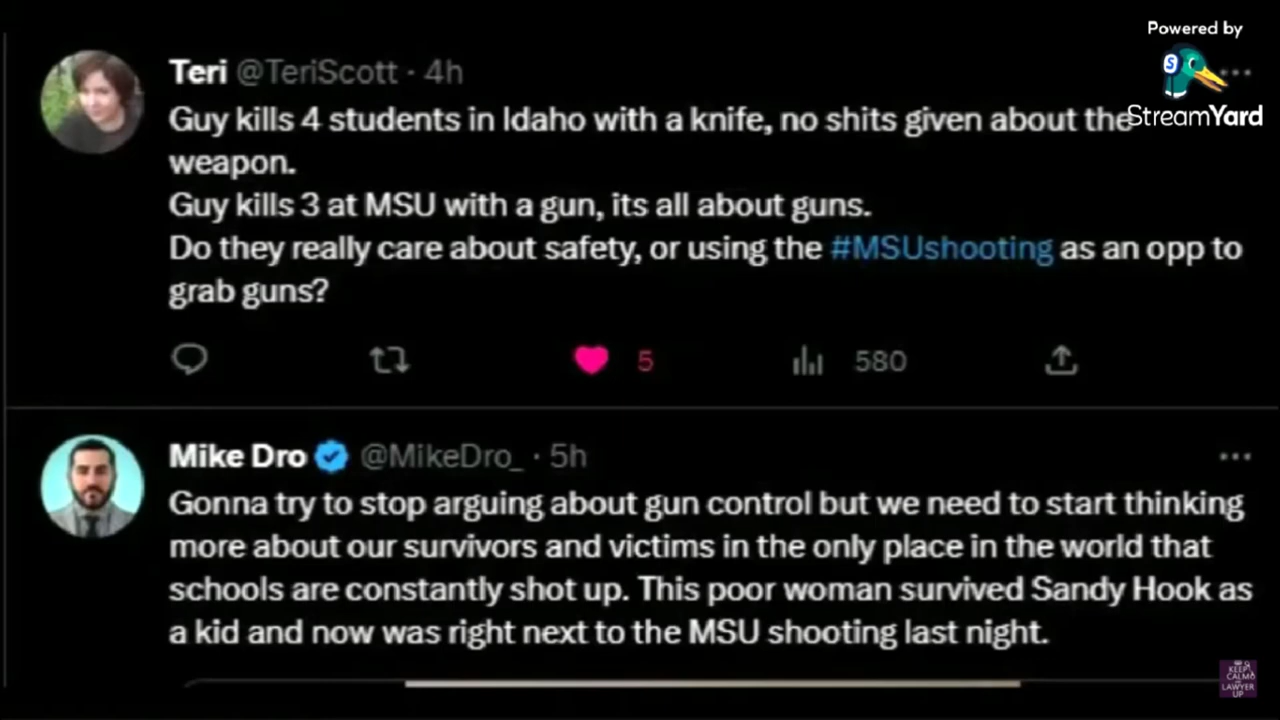 Powered by
StreamYard
Teri @TeriScott · 4h
Guy kills 4 students in Idaho with a knife, no shits given about the
weapon.
Guy kills 3 at MSU with a gun, its all about guns.
Do they really care about safety, or using the #MSUshooting as an opp to
grab guns?
5 580
Mike Dro @MikeDro_ · 5h
Gonna try to stop arguing about gun control but we need to start thinking
more about our survivors and victims in the only place in the world that
schools are constantly shot up. This poor woman survived Sandy Hook as
a kid and now was right next to the MSU shooting last night.
KEEP
CALM
LAWYER
UP